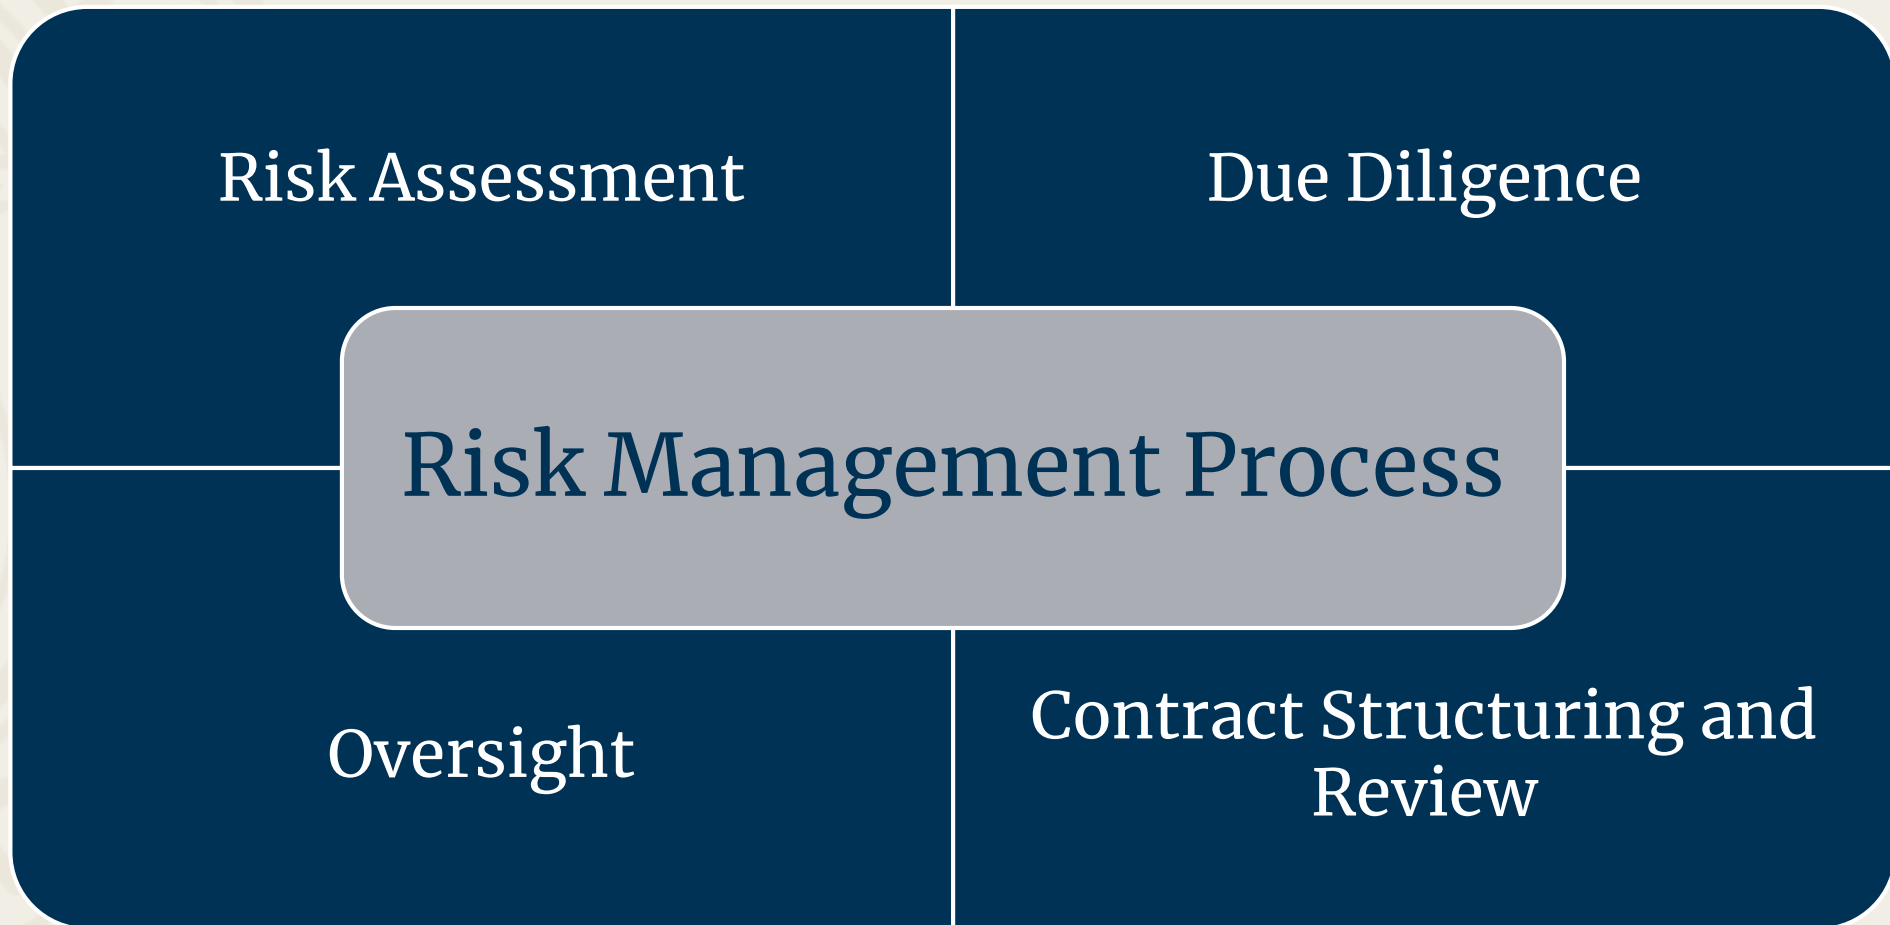 Risk Assessment
Due Diligence
Risk Management Process
Oversight
Contract Structuring and
Review